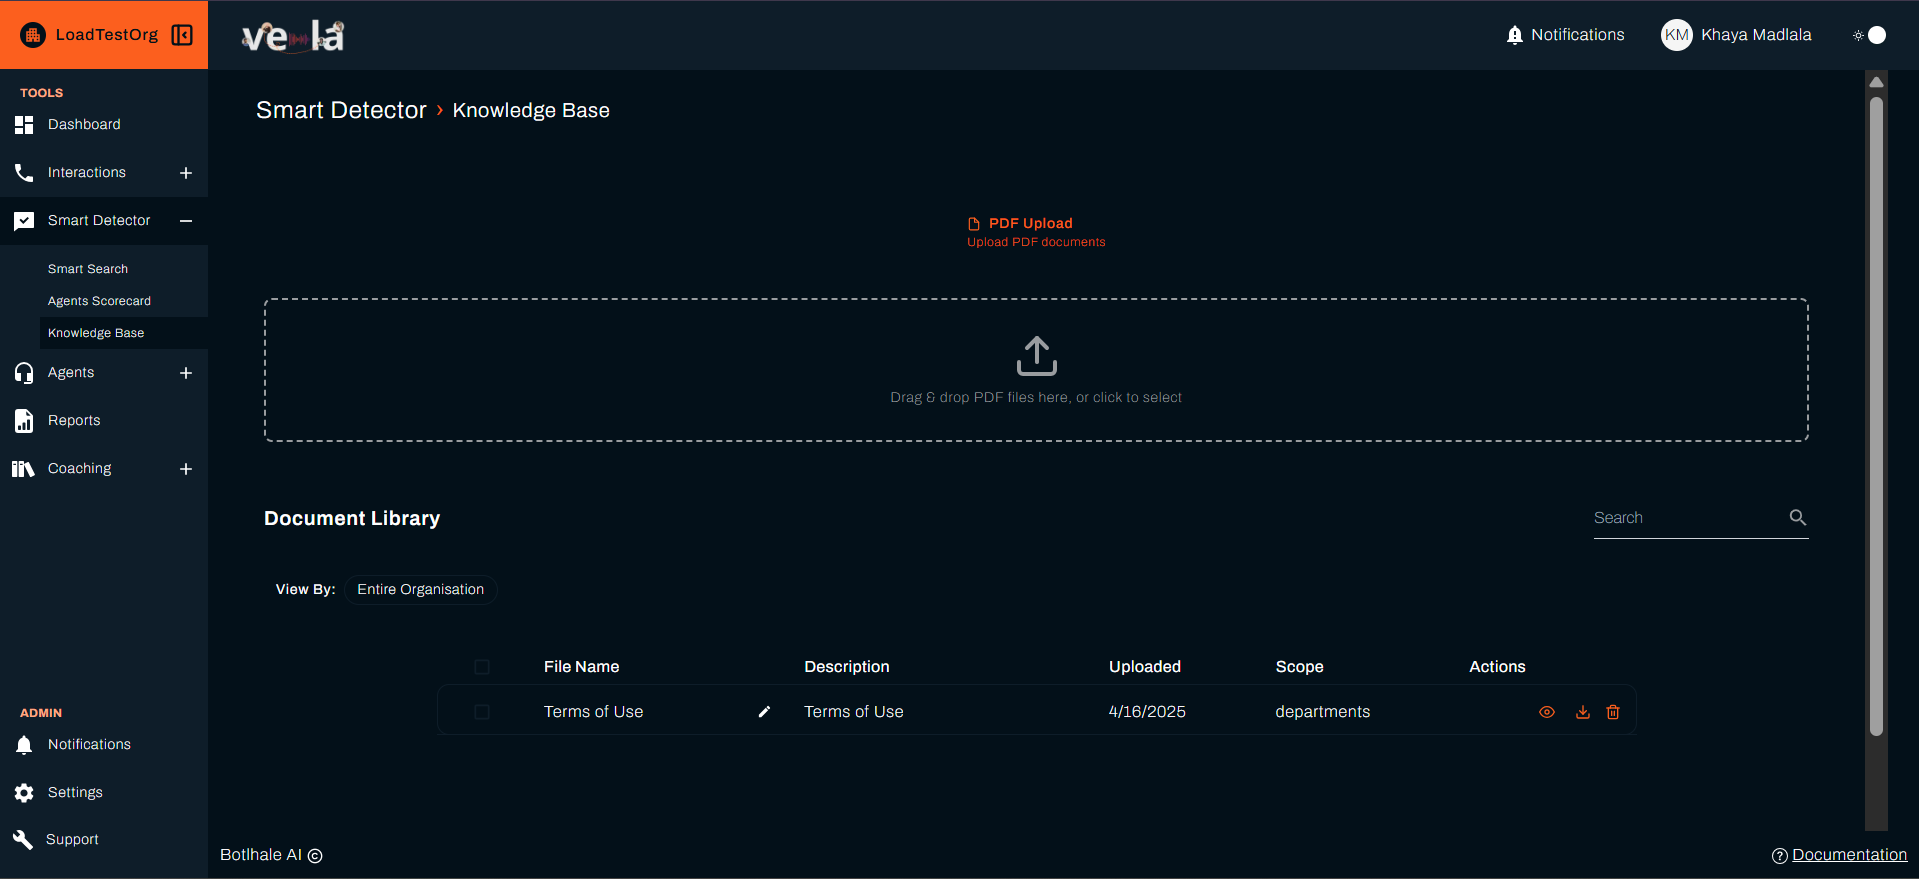 LoadTestOrg
vela
Notifications
KM Khaya Madlala
TOOLS
Dashboard
Interactions
Smart Detector
Smart Search
Agents Scorecard
Knowledge Base
Agents
Reports
Coaching
ADMIN
Notifications
Settings
Support
Smart Detector › Knowledge Base
PDF Upload
Upload PDF documents
Drag & drop PDF files here, or click to select
Document Library
Search
View By: Entire Organisation
File Name Description Uploaded Scope Actions
Terms of Use Terms of Use 4/16/2025 departments
Botlhale AI ©
Documentation